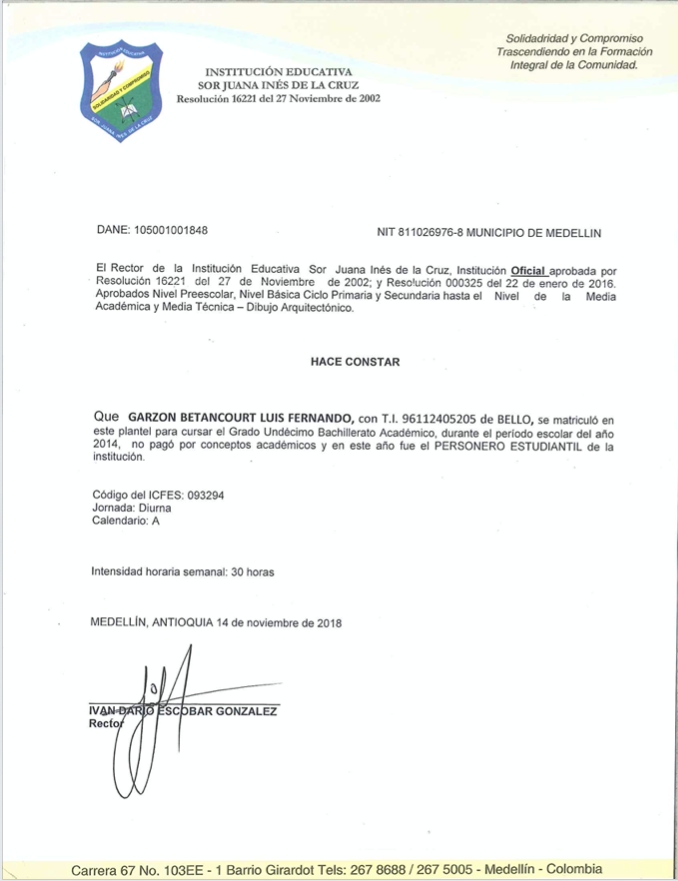 Solidadridad y Compromiso
Trascendiendo en la Formación
Integral de la Comunidad.
INSTITUCIÓN EDUCATIVA
SOLIDARIDAD Y COMPROMISO
SOR JUANA INÉS DE LA CRUZ
INSTITUCIÓN EDUCATIVA
SOR JUANA INÉS DE LA CRUZ
Resolución 16221 del 27 Noviembre de 2002
DANE: 105001001848
NIT 811026976-8 MUNICIPIO DE MEDELLIN
El Rector de la Institución Educativa Sor Juana Inés de la Cruz, Institución Oficial aprobada por
Resolución 16221 del 27 de Noviembre de 2002; y Resolución 000325 del 22 de enero de 2016.
Aprobados Nivel Preescolar, Nivel Básica Ciclo Primaria y Secundaria hasta el Nivel de la Media
Académica y Media Técnica – Dibujo Arquitectónico.
HACE CONSTAR
Que GARZON BETANCOURT LUIS FERNANDO, con T.I. 96112405205 de BELLO, se matriculó en
este plantel para cursar el Grado Undécimo Bachillerato Académico, durante el período escolar del año
2014, no pagó por conceptos académicos y en este año fue el PERSONERO ESTUDIANTIL de la
institución.
Código del ICFES: 093294
Jornada: Diurna
Calendario: A
Intensidad horaria semanal: 30 horas
MEDELLÍN, ANTIOQUIA 14 de noviembre de 2018
IVAN DARIO ESCOBAR GONZALEZ
Rector
Carrera 67 No. 103EE - 1 Barrio Girardot Tels: 267 8688 / 267 5005 - Medellín - Colombia